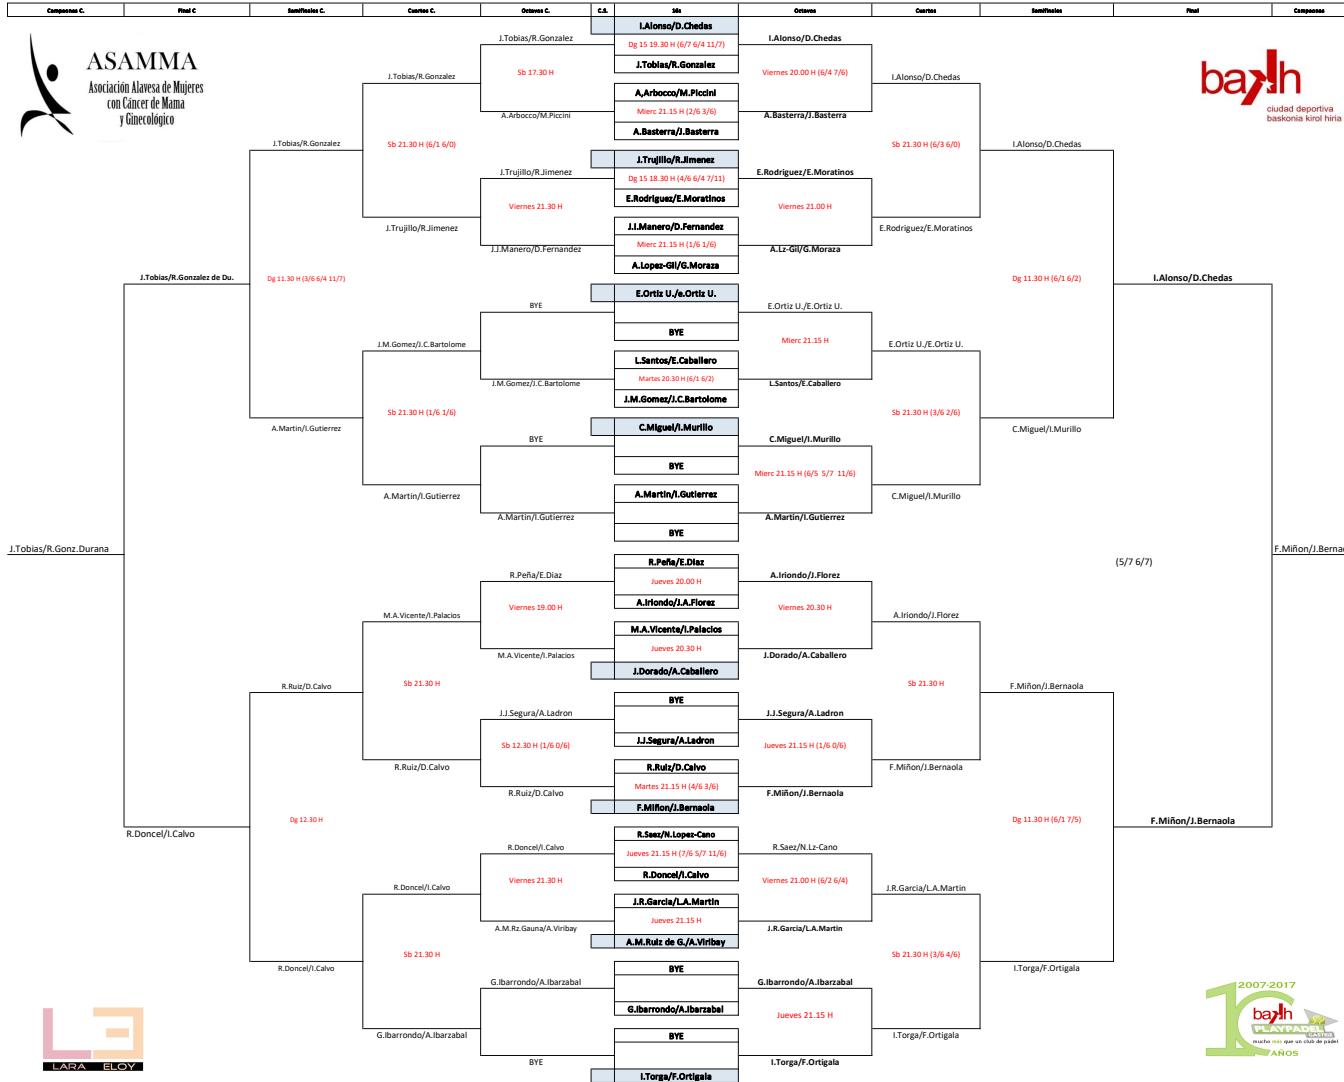 Campeones C. Final C Semifinales C. Cuartos C. Octavos C. C.S. 16s Octavos Cuartos Semifinales Final Campeones
ASAMMA
Asociación Alavesa de Mujeres
con Cáncer de Mama
y Ginecológico
bakh
ciudad deportiva
baskonia kirol hiria
I.Alonso/D.Chedas
J.Tobias/R.Gonzalez Dg 15 19.30 H (6/7 6/4 11/7) I.Alonso/D.Chedas
J.Tobias/R.Gonzalez
Sb 17.30 H Viernes 20.00 H (6/4 7/6)
J.Tobias/R.Gonzalez I.Alonso/D.Chedas
A,Arbocco/M.Piccini
A.Arbocco/M.Piccini Mierc 21.15 H (2/6 3/6) A.Basterra/J.Basterra
A.Basterra/J.Basterra
J.Tobias/R.Gonzalez Sb 21.30 H (6/1 6/0) Sb 21.30 H (6/3 6/0) I.Alonso/D.Chedas
J.Trujillo/R.Jimenez
J.Trujillo/R.Jimenez Dg 15 18.30 H (4/6 6/4 7/11) E.Rodriguez/E.Moratinos
E.Rodriguez/E.Moratinos
Viernes 21.30 H Viernes 21.00 H
J.Trujillo/R.Jimenez J.I.Manero/D.Fernandez E.Rodriguez/E.Moratinos
J.J.Manero/D.Fernandez Mierc 21.15 H (1/6 1/6) A.Lz-Gil/G.Moraza
A.Lopez-Gil/G.Moraza
J.Tobias/R.Gonzalez de Du. Dg 11.30 H (3/6 6/4 11/7) Dg 11.30 H (6/1 6/2) I.Alonso/D.Chedas
E.Ortiz U./e.Ortiz U.
BYE E.Ortiz U./E.Ortiz U.
BYE
Mierc 21.15 H
J.M.Gomez/J.C.Bartolome E.Ortiz U./E.Ortiz U.
L.Santos/E.Caballero
J.M.Gomez/J.C.Bartolome Martes 20.30 H (6/1 6/2) L.Santos/E.Caballero
J.M.Gomez/J.C.Bartolome
Sb 21.30 H (1/6 1/6) Sb 21.30 H (3/6 2/6)
A.Martin/I.Gutierrez C.Miguel/I.Murillo C.Miguel/I.Murillo
BYE C.Miguel/I.Murillo
BYE
Mierc 21.15 H (6/5 5/7 11/6)
A.Martin/I.Gutierrez A.Martin/I.Gutierrez C.Miguel/I.Murillo
A.Martin/I.Gutierrez A.Martin/I.Gutierrez
BYE
J.Tobias/R.Gonz.Durana F.Miñon/J.Berna
(5/7 6/7)
R.Peña/E.Diaz
R.Peña/E.Diaz Jueves 20.00 H A.Iriondo/J.Florez
A.Iriondo/J.A.Florez
Viernes 19.00 H Viernes 20.30 H
M.A.Vicente/I.Palacios A.Iriondo/J.Florez
M.A.Vicente/I.Palacios
M.A.Vicente/I.Palacios Jueves 20.30 H J.Dorado/A.Caballero
J.Dorado/A.Caballero
R.Ruiz/D.Calvo Sb 21.30 H Sb 21.30 H F.Miñon/J.Bernaola
BYE
J.J.Segura/A.Ladron J.J.Segura/A.Ladron
J.J.Segura/A.Ladron
Sb 12.30 H (1/6 0/6) Jueves 21.15 H (1/6 0/6)
R.Ruiz/D.Calvo R.Ruiz/D.Calvo F.Miñon/J.Bernaola
R.Ruiz/D.Calvo Martes 21.15 H (4/6 3/6) F.Miñon/J.Bernaola
F.Miñon/J.Bernaola
R.Doncel/I.Calvo Dg 12.30 H Dg 11.30 H (6/1 7/5) F.Miñon/J.Bernaola
R.Saez/N.Lopez-Cano
R.Doncel/I.Calvo Jueves 21.15 H (7/6 5/7 11/6) R.Saez/N.Lz-Cano
R.Doncel/I.Calvo
Viernes 21.30 H Viernes 21.00 H (6/2 6/4)
R.Doncel/I.Calvo J.R.Garcia/L.A.Martin
J.R.Garcia/L.A.Martin
A.M.Rz.Gauna/A.Viribay Jueves 21.15 H J.R.Garcia/L.A.Martin
A.M.Ruiz de G./A.Viribay
Sb 21.30 H Sb 21.30 H (3/6 4/6)
R.Doncel/I.Calvo BYE I.Torga/F.Ortigala
G.Ibarrondo/A.Ibarzabal G.Ibarrondo/A.Ibarzabal
G.Ibarrondo/A.Ibarzabal
Jueves 21.15 H
G.Ibarrondo/A.Ibarzabal BYE I.Torga/F.Ortigala
BYE I.Torga/F.Ortigala
I.Torga/F.Ortigala
LARA ELOY
2007-2017
10
bakh
PLAYPADEL
GASTEIZ
mucho más que un club de pádel
AÑOS